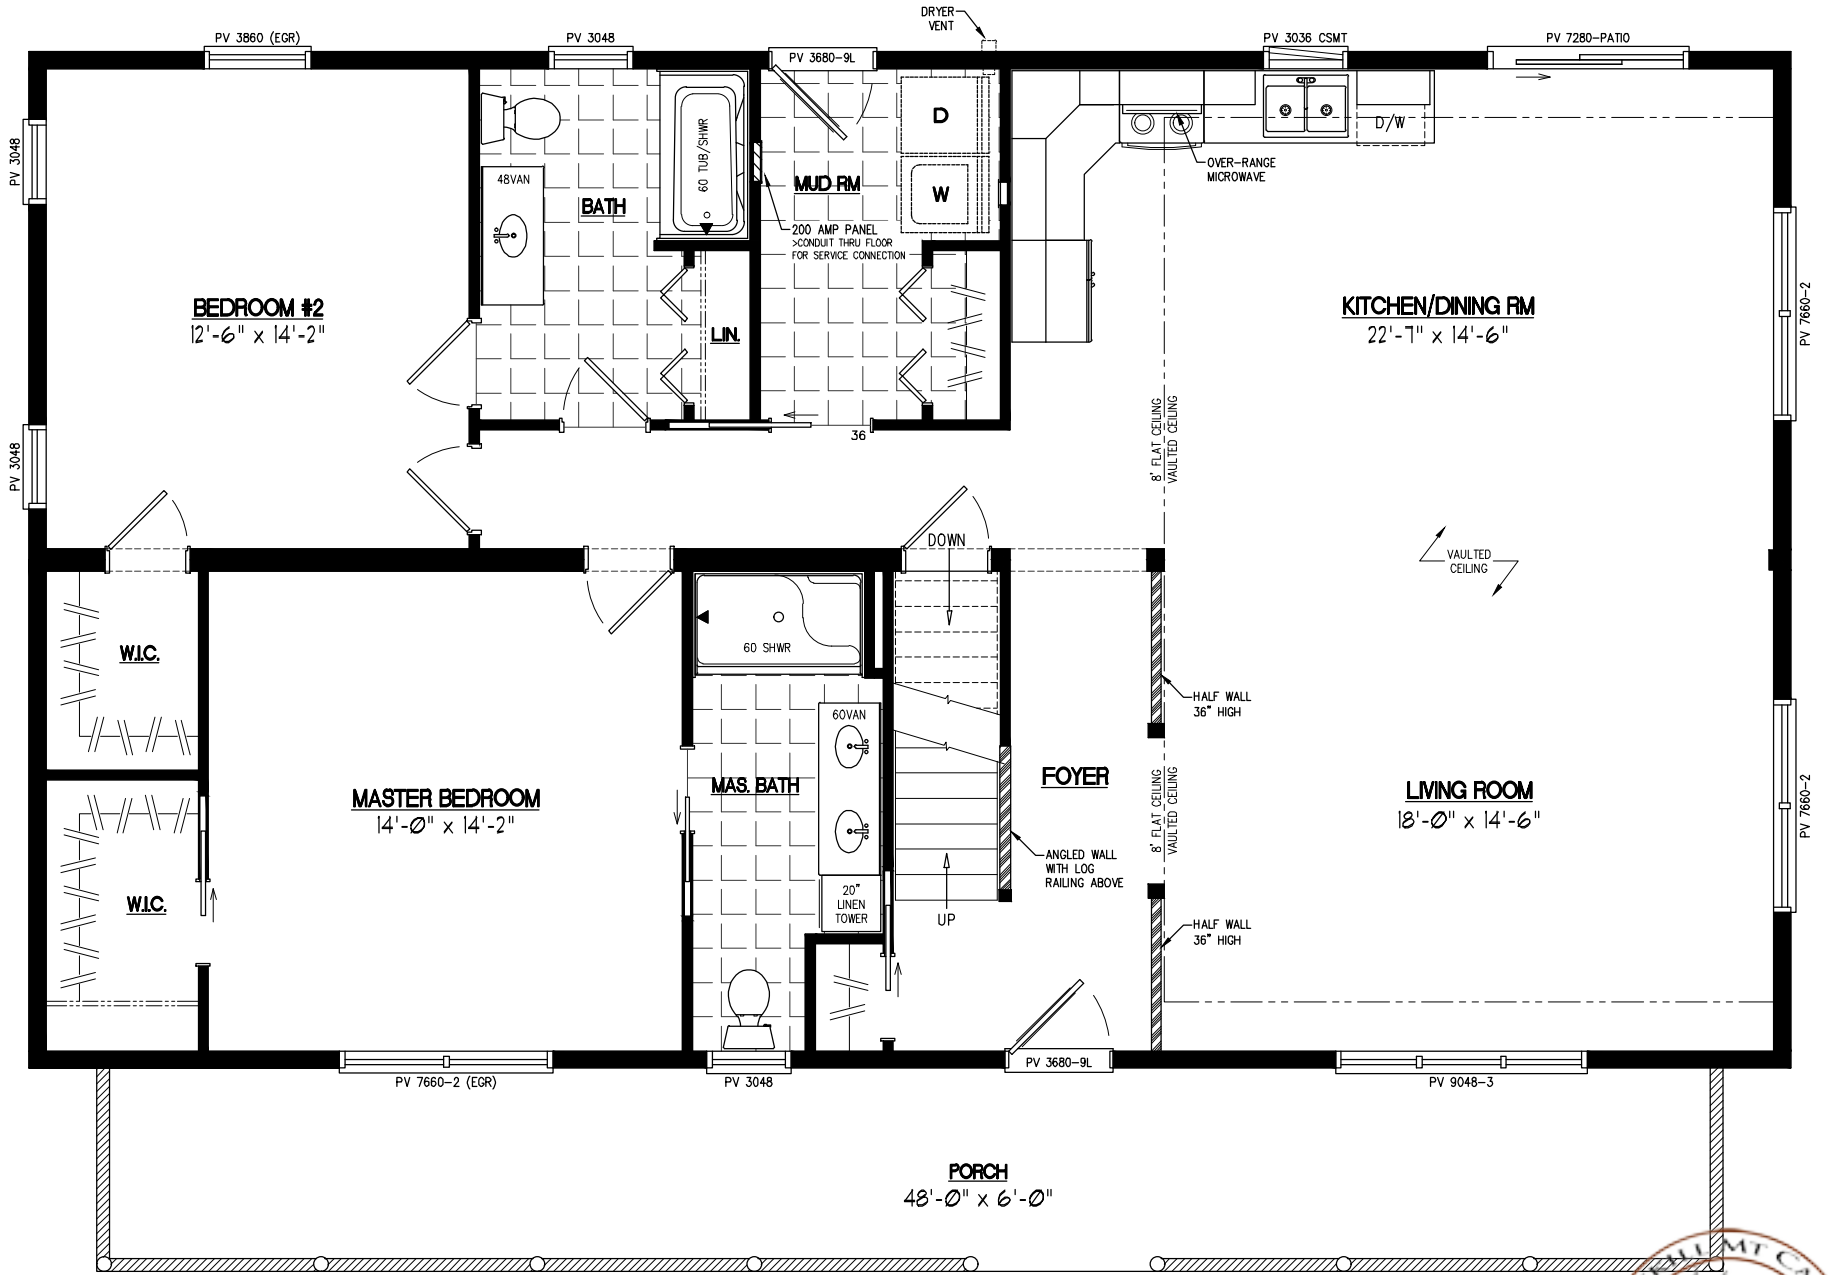 DRYER
VENT
PV 3860 (EGR)
PV 3048
PV 3680-9L
PV 3036 CSMT
PV 7280-PATIO
PV 3048
48VAN
BATH
60 TUB/SHWR
MUD RM
D
W
D/W
OVER-RANGE
MICROWAVE
200 AMP PANEL
>CONDUIT THRU FLOOR
FOR SERVICE CONNECTION
BEDROOM #2
12'-6" x 14'-2"
LIN.
KITCHEN/DINING RM
22'-7" x 14'-6"
PV 7660-2
36
8' FLAT CEILING
VAULTED CEILING
PV 3048
DOWN
VAULTED
CEILING
W.I.C.
60 SHWR
HALF WALL
36" HIGH
60VAN
MASTER BEDROOM
14'-0" x 14'-2"
MAS. BATH
FOYER
8' FLAT CEILING
VAULTED CEILING
LIVING ROOM
18'-0" x 14'-6"
PV 7660-2
ANGLED WALL
WITH LOG
RAILING ABOVE
W.I.C.
20"
LINEN
TOWER
UP
HALF WALL
36" HIGH
PV 7660-2 (EGR)
PV 3048
PV 3680-9L
PV 9048-3
PORCH
48'-0" x 6'-0"
KILL MT CA